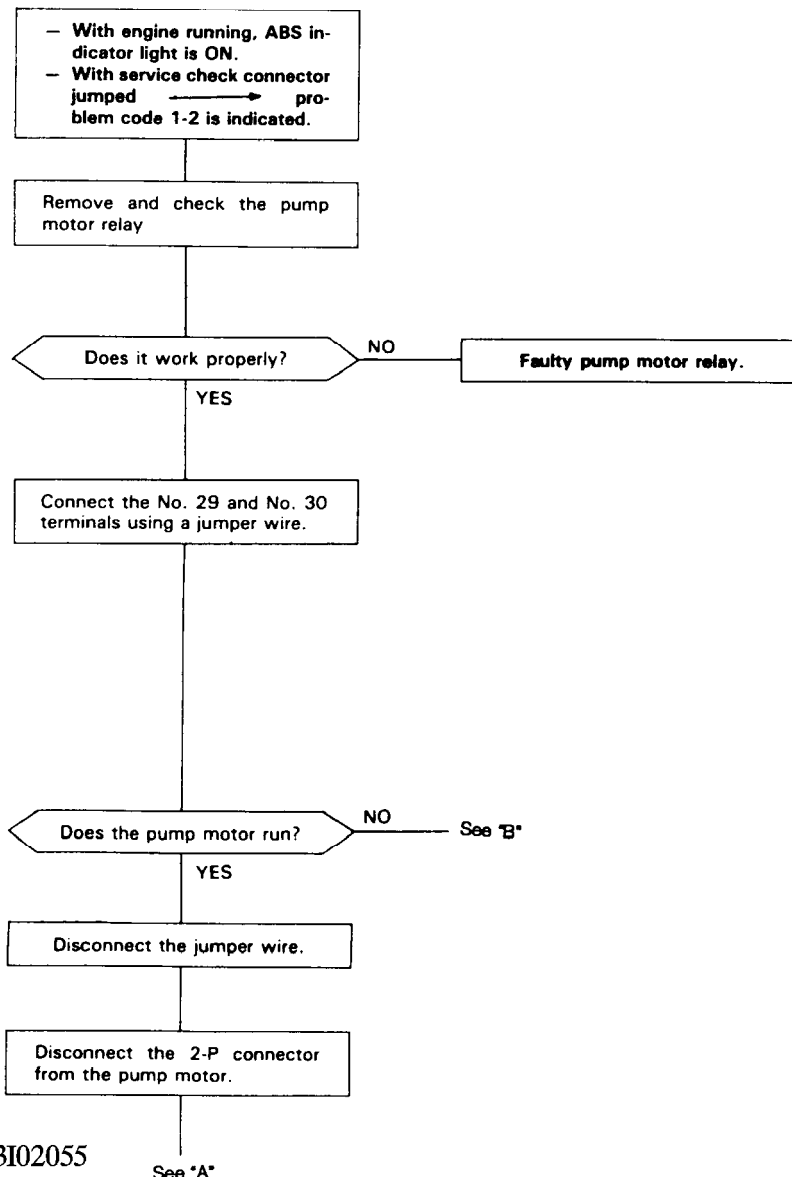 – With engine running, ABS in-
dicator light is ON.
– With service check connector
jumped → pro-
blem code 1-2 is indicated.
Remove and check the pump
motor relay
Does it work properly?
NO
Faulty pump motor relay.
YES
Connect the No. 29 and No. 30
terminals using a jumper wire.
Does the pump motor run?
NO
See "B"
YES
Disconnect the jumper wire.
Disconnect the 2-P connector
from the pump motor.
See "A"